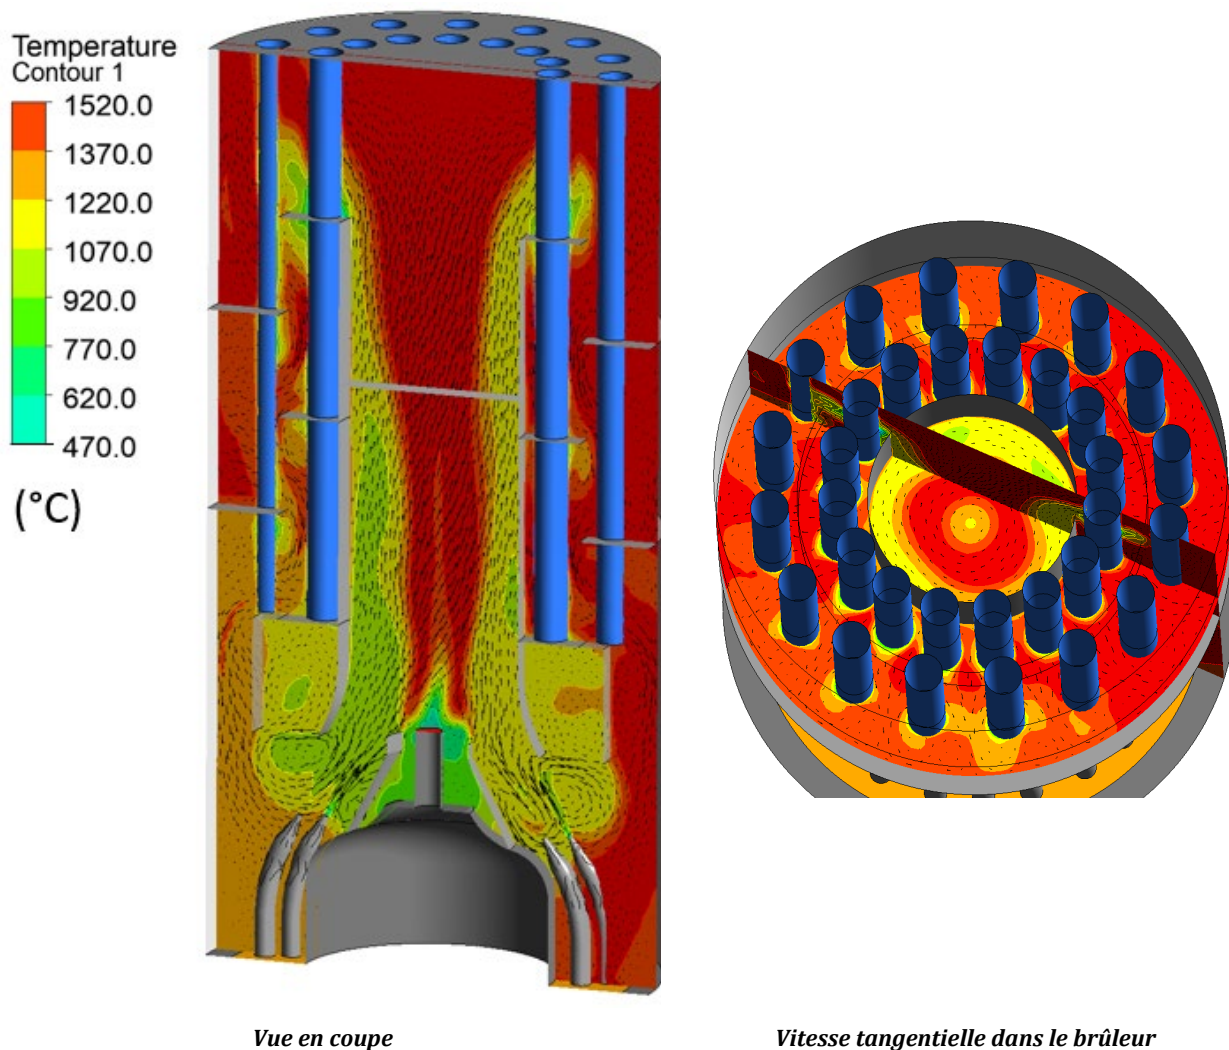 Temperature
Contour 1
1520.0
1370.0
1220.0
1070.0
920.0
770.0
620.0
470.0
(°C)
Vue en coupe
Vitesse tangentielle dans le brûleur